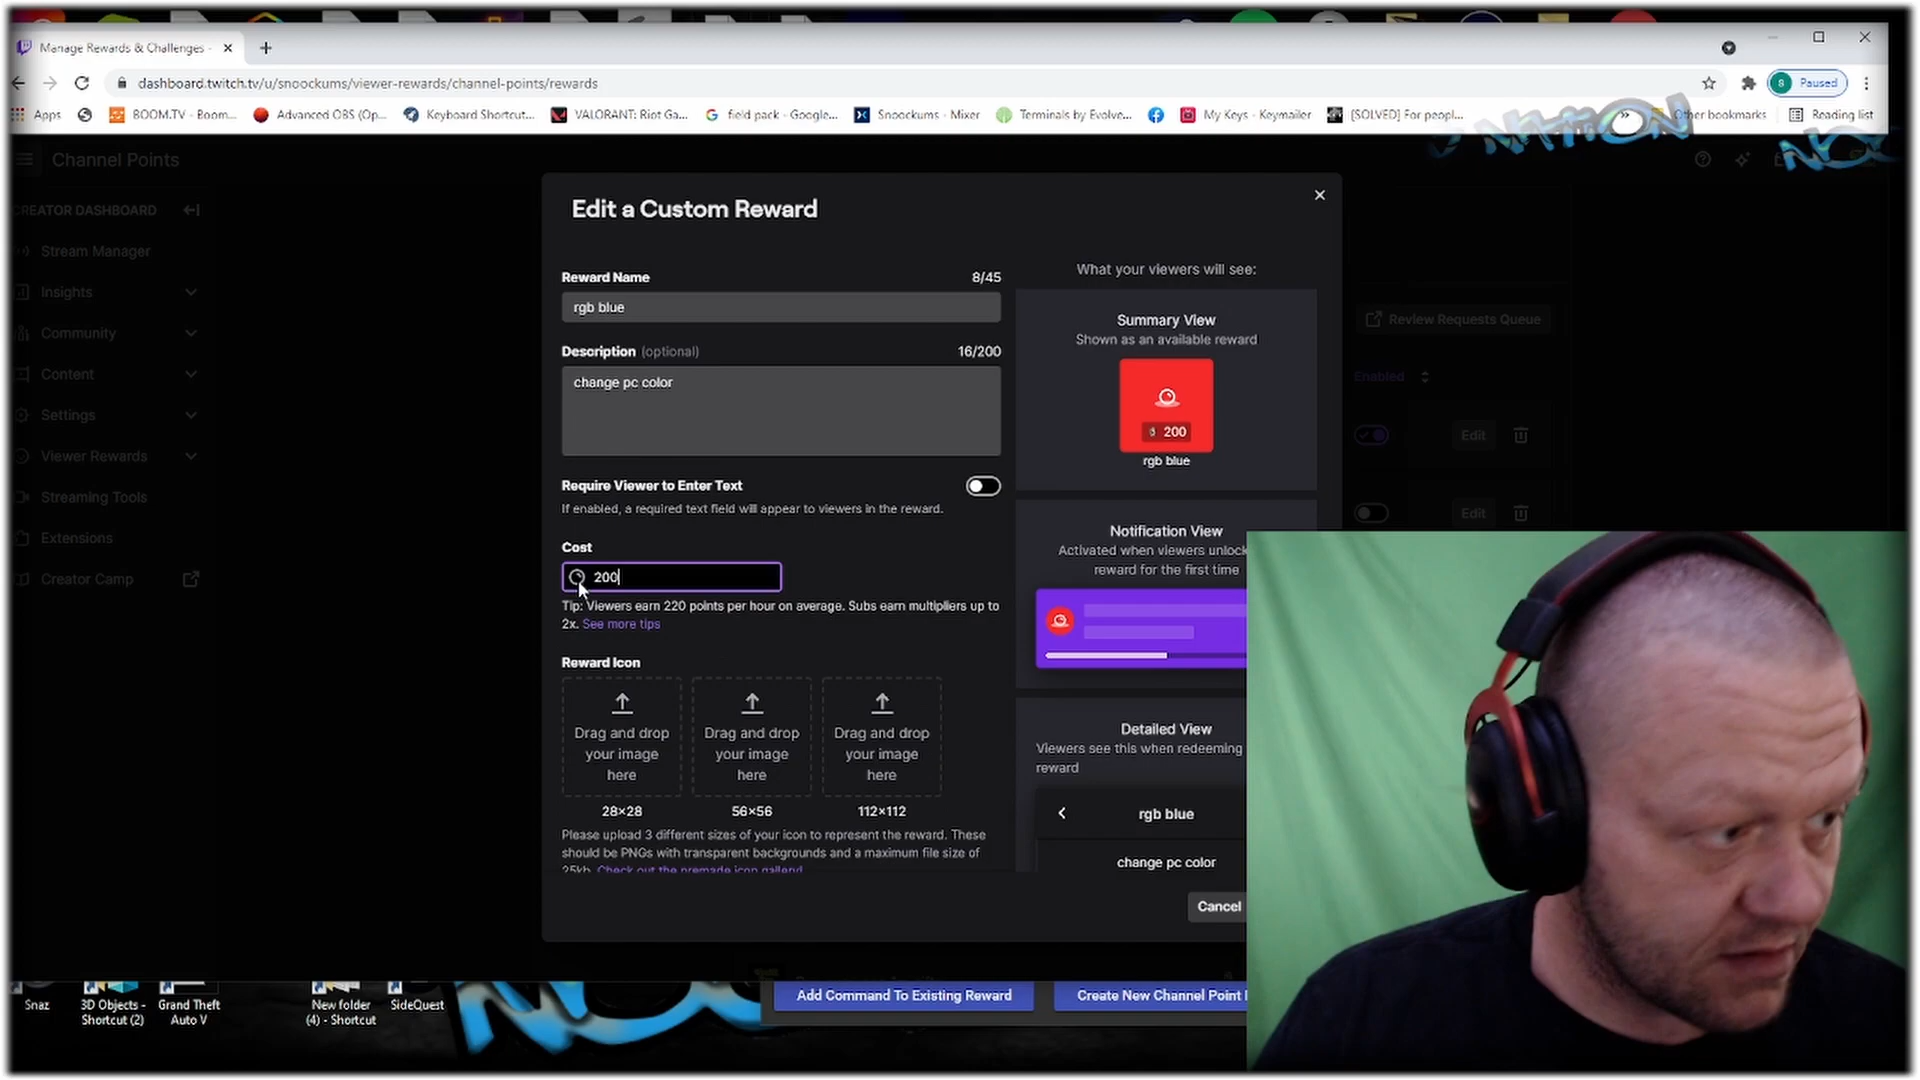 Manage Rewards & Challenges -
dashboard.twitch.tv/u/snoockums/viewer-rewards/channel-points/rewards
S
Paused
Apps
BOOM.TV - Boom...
Advanced OBS (Op...
Keyboard Shortcut...
VALORANT: Riot Ga...
field pack - Google...
Snoockums - Mixer
Terminals by Evolve...
My Keys - Keymailer
[SOLVED] For peopl...
Other bookmarks
Reading list
NATION
Channel Points
CREATOR DASHBOARD
Stream Manager
Insights
Community
Content
Settings
Viewer Rewards
Streaming Tools
Extensions
Creator Camp
Edit a Custom Reward
Reward Name
8/45
rgb blue
Description (optional)
16/200
change pc color
Require Viewer to Enter Text
If enabled, a required text field will appear to viewers in the reward.
Cost
200
Tip: Viewers earn 220 points per hour on average. Subs earn multipliers up to
2x. See more tips
Reward Icon
Drag and drop
your image
here
28×28
Drag and drop
your image
here
56×56
Drag and drop
your image
here
112×112
Please upload 3 different sizes of your icon to represent the reward. These
should be PNGs with transparent backgrounds and a maximum file size of
25kb. Check out the premade icon gallery!
What your viewers will see:
Summary View
Shown as an available reward
200
rgb blue
Notification View
Activated when viewers unlock
reward for the first time
Detailed View
Viewers see this when redeeming
reward
rgb blue
change pc color
Cancel
Review Requests Queue
Enabled
Edit
Edit
Snaz
3D Objects -
Shortcut (2)
Grand Theft
Auto V
New folder
(4) - Shortcut
SideQuest
Add Command To Existing Reward
Create New Channel Point